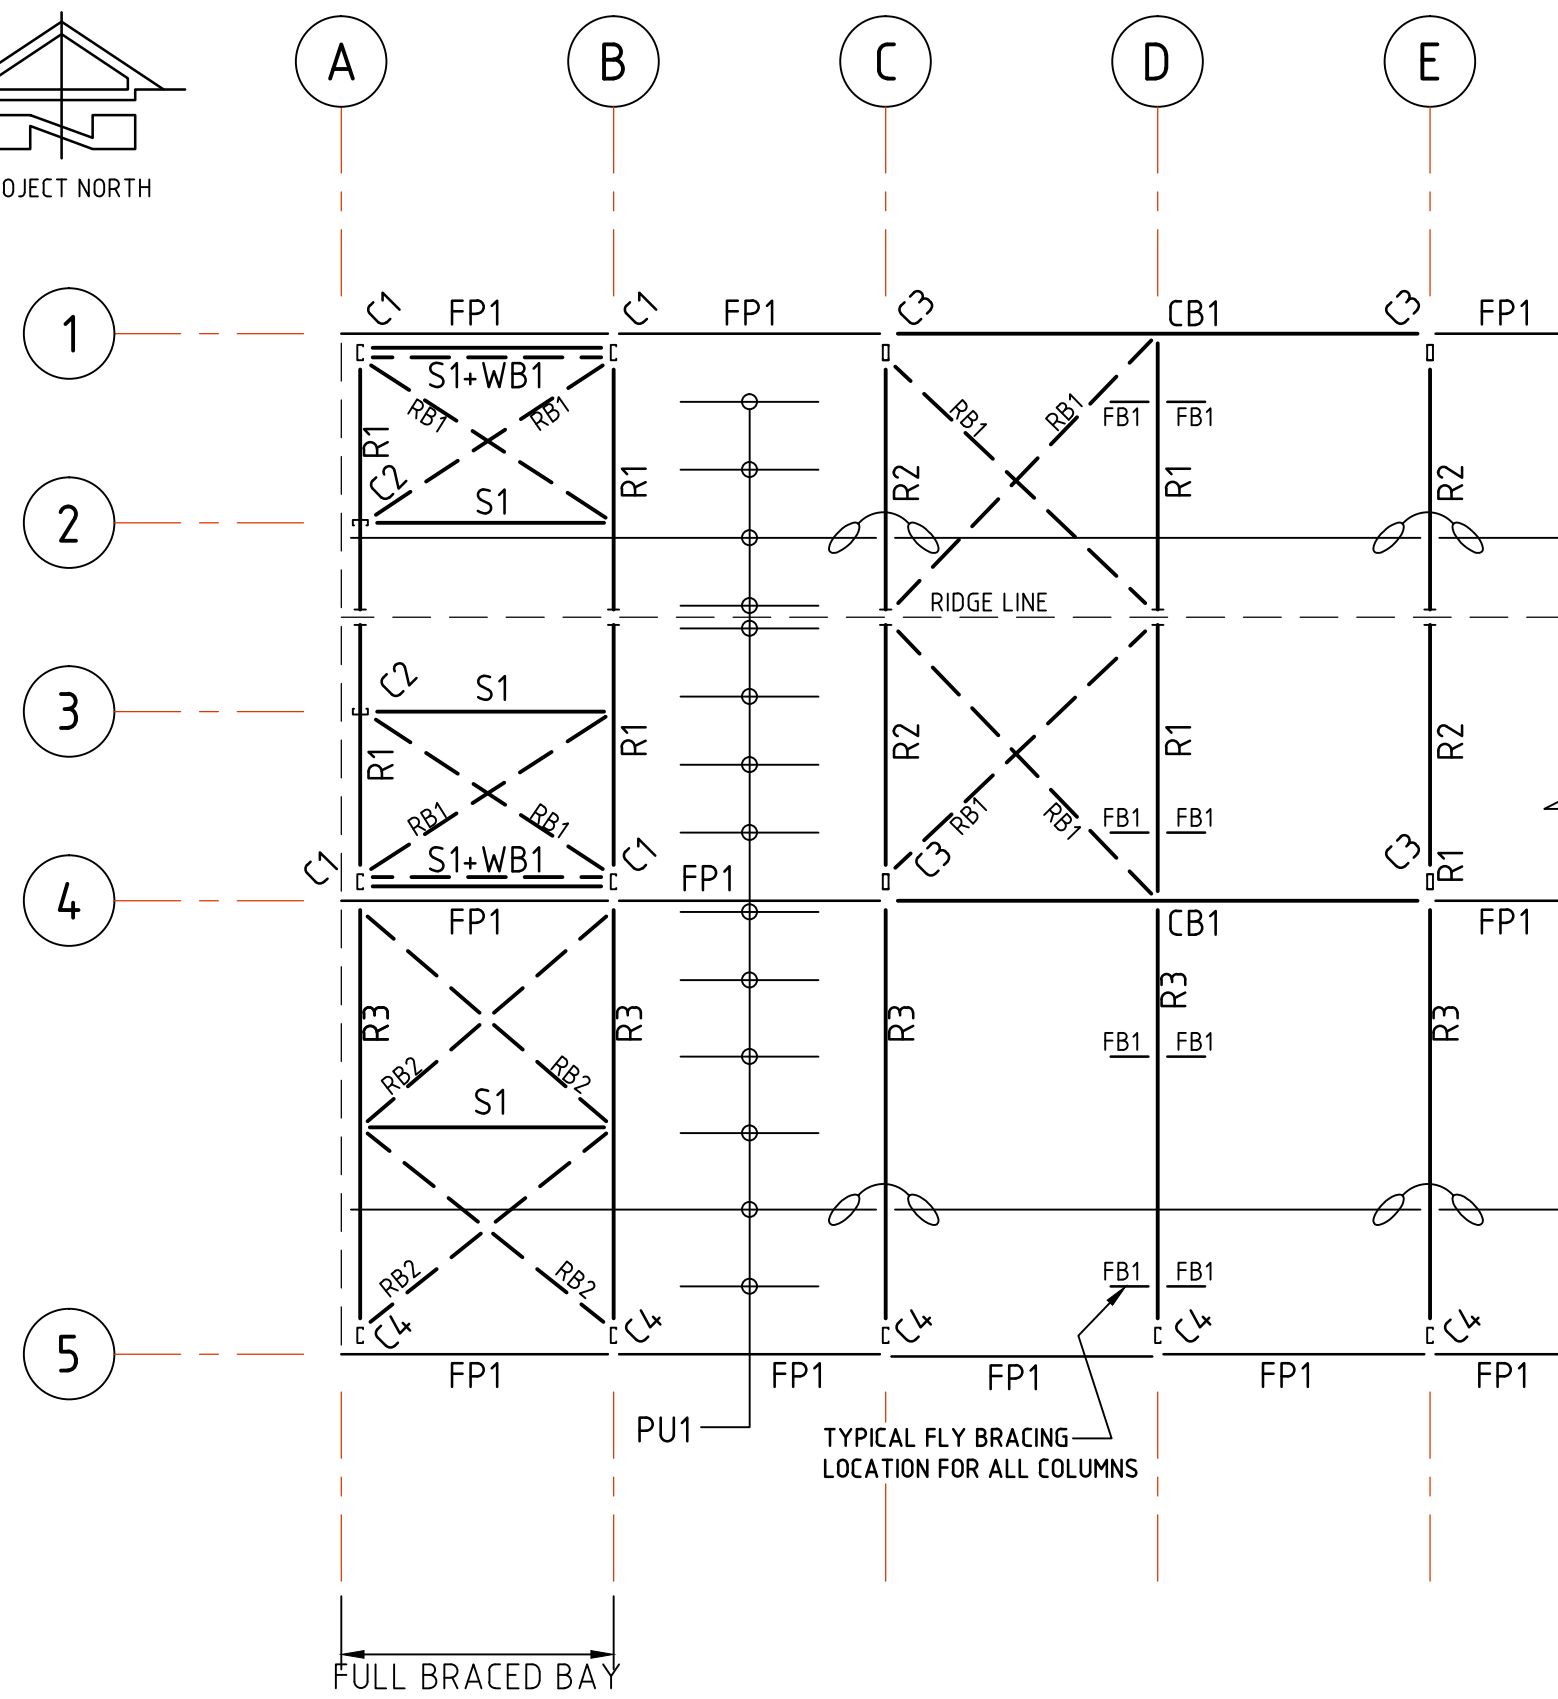 A B C D E
OJECT NORTH
C1 FP1 C1 FP1 C3 CB1 C3 FP1
1
S1+WB1
RB1 RB1 RB1 RB1 FB1 FB1
R1 C2 R1 R2 R1 R2
S1
2
RIDGE LINE
C2 S1
3
R1 R1 R2 R1 R2
RB1 RB1 RB1 RB1 FB1 FB1
C1 S1+WB1 C1 C3 C3 R1
FP1
4
FP1 CB1 FP1
R3 R3 R3 R3 R3
FB1 FB1
RB2 RB2
S1
RB2 RB2 FB1 FB1
C4 C4 C4 C4 C4
5
FP1 FP1 FP1 FP1 FP1
PU1
TYPICAL FLY BRACING
LOCATION FOR ALL COLUMNS
FULL BRACED BAY